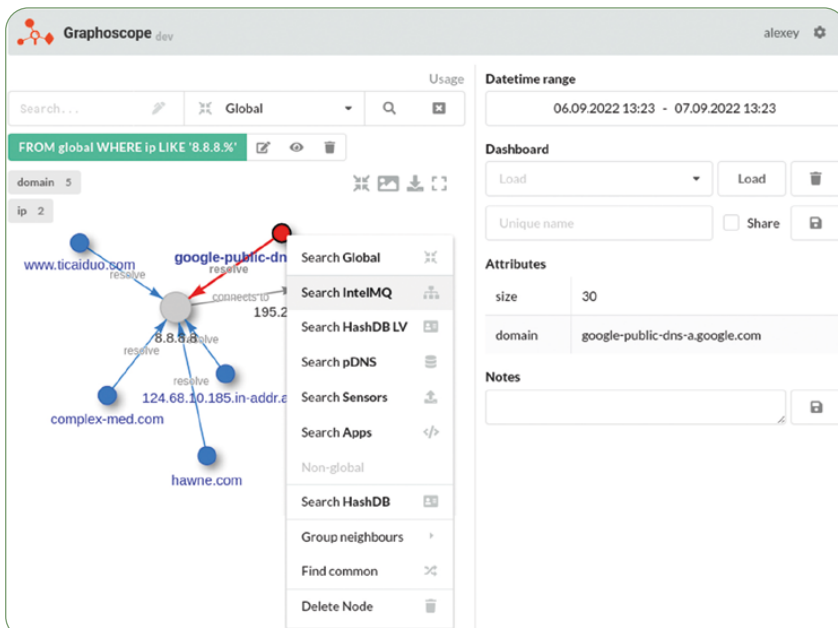 Graphoscope dev
alexey
Usage
Search...
Global
FROM global WHERE ip LIKE '8.8.8.%'
domain 5
ip 2
www.ticaiduo.com
resolve
google-public-dn
resolve
connects to
195.2
8.8.8.8
resolve
resolve
resolve
124.68.10.185.in-addr.a
complex-med.com
hawne.com
Search Global
Search IntelMQ
Search HashDB LV
Search pDNS
Search Sensors
Search Apps
Non-global
Search HashDB
Group neighbours
Find common
Delete Node
Datetime range
06.09.2022 13:23 - 07.09.2022 13:23
Dashboard
Load
Load
Unique name
Share
Attributes
size 30
domain google-public-dns-a.google.com
Notes